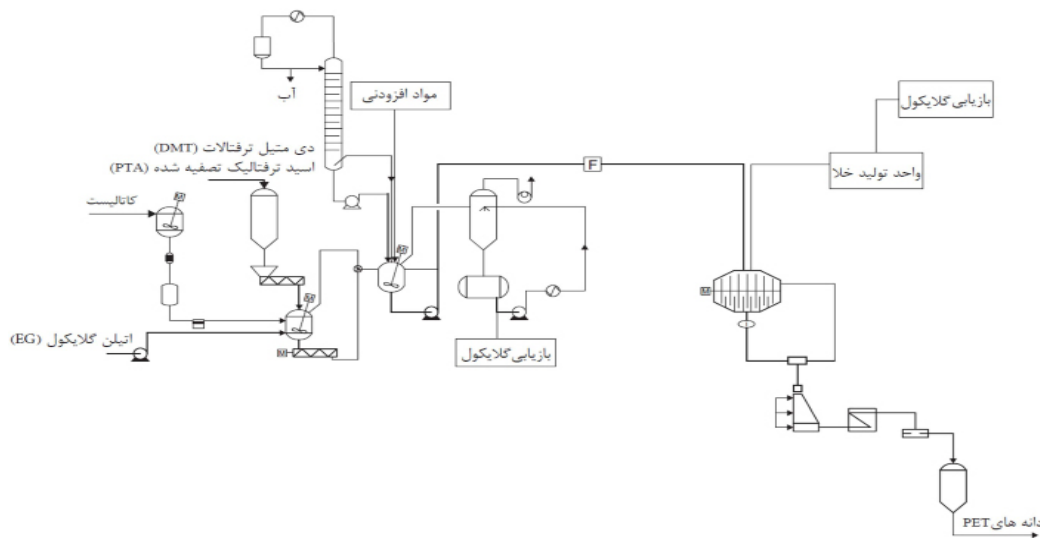 آب
مواد افزودنی
بازیابی گلایکول
دی متیل ترفتالات (DMT)
اسید ترفتالیک تصفیه شده (PTA)
واحد تولید خلا
کاتالیست
F
M
M
M
M
M
اتیلن گلایکول (EG)
بازیابی گلایکول
دانه های PET